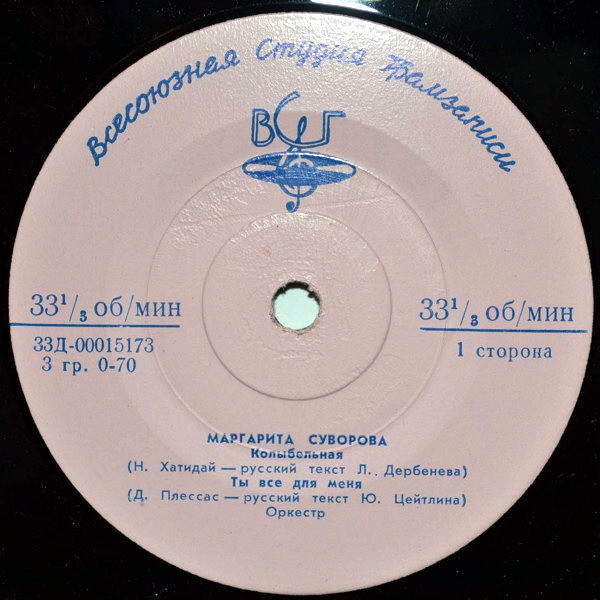 Всесоюзная Студия Грамзаписи
ВСГ
33¹/₃ об/мин
33Д-00015173
3 гр. 0-70
33¹/₃ об/мин
1 сторона
МАРГАРИТА СУВОРОВА
Колыбельная
(Н. Хатидай — русский текст Л. Дербенева)
Ты все для меня
(Д. Плессас — русский текст Ю. Цейтлина)
Оркестр